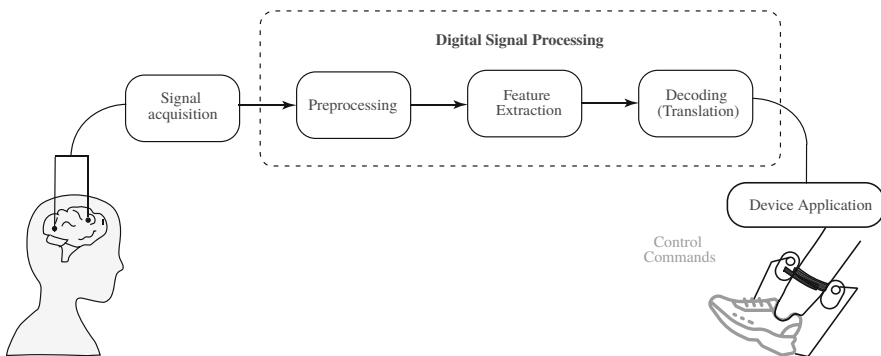 Digital Signal Processing
Signal
acquisition
Preprocessing
Feature
Extraction
Decoding
(Translation)
Device Application
Control
Commands